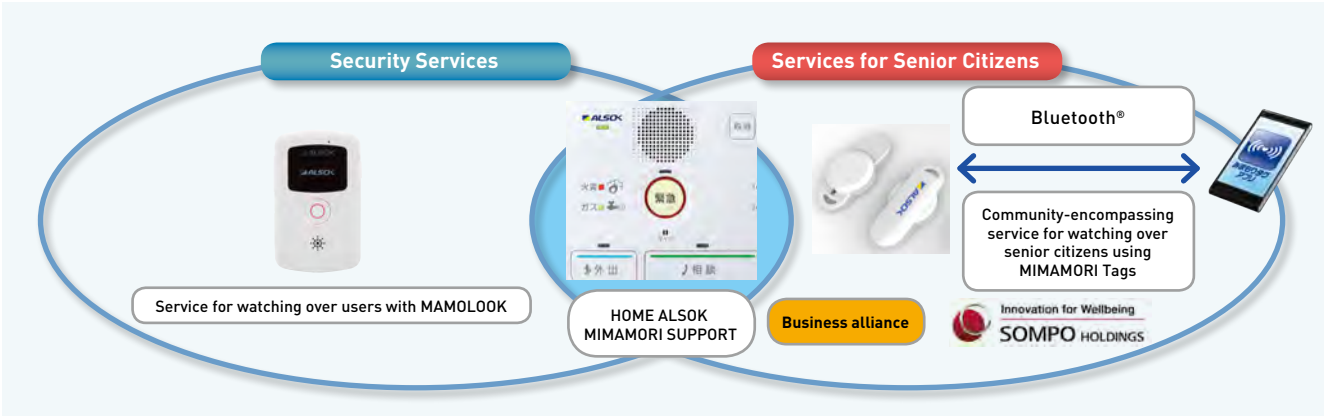 Security Services
Services for Senior Citizens
ALSOK
ALSOK
取消
火災
ガス
緊急
外出
相談
HOME ALSOK
MIMAMORI SUPPORT
Service for watching over users with MAMOLOOK
ALSOK
Bluetooth®
Community-encompassing
service for watching over
senior citizens using
MIMAMORI Tags
Business alliance
Innovation for Wellbeing
SOMPO HOLDINGS